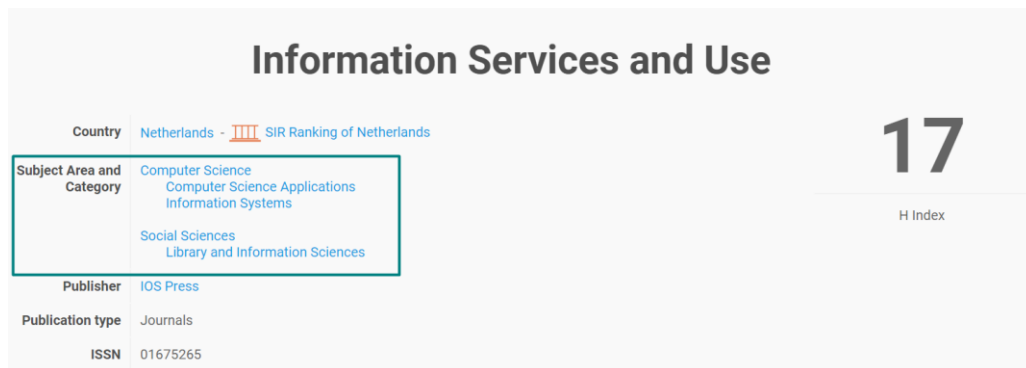 Information Services and Use
Country
Netherlands - SIR Ranking of Netherlands
17
H Index
Subject Area and
Category
Computer Science
Computer Science Applications
Information Systems
Social Sciences
Library and Information Sciences
Publisher
IOS Press
Publication type
Journals
ISSN
01675265